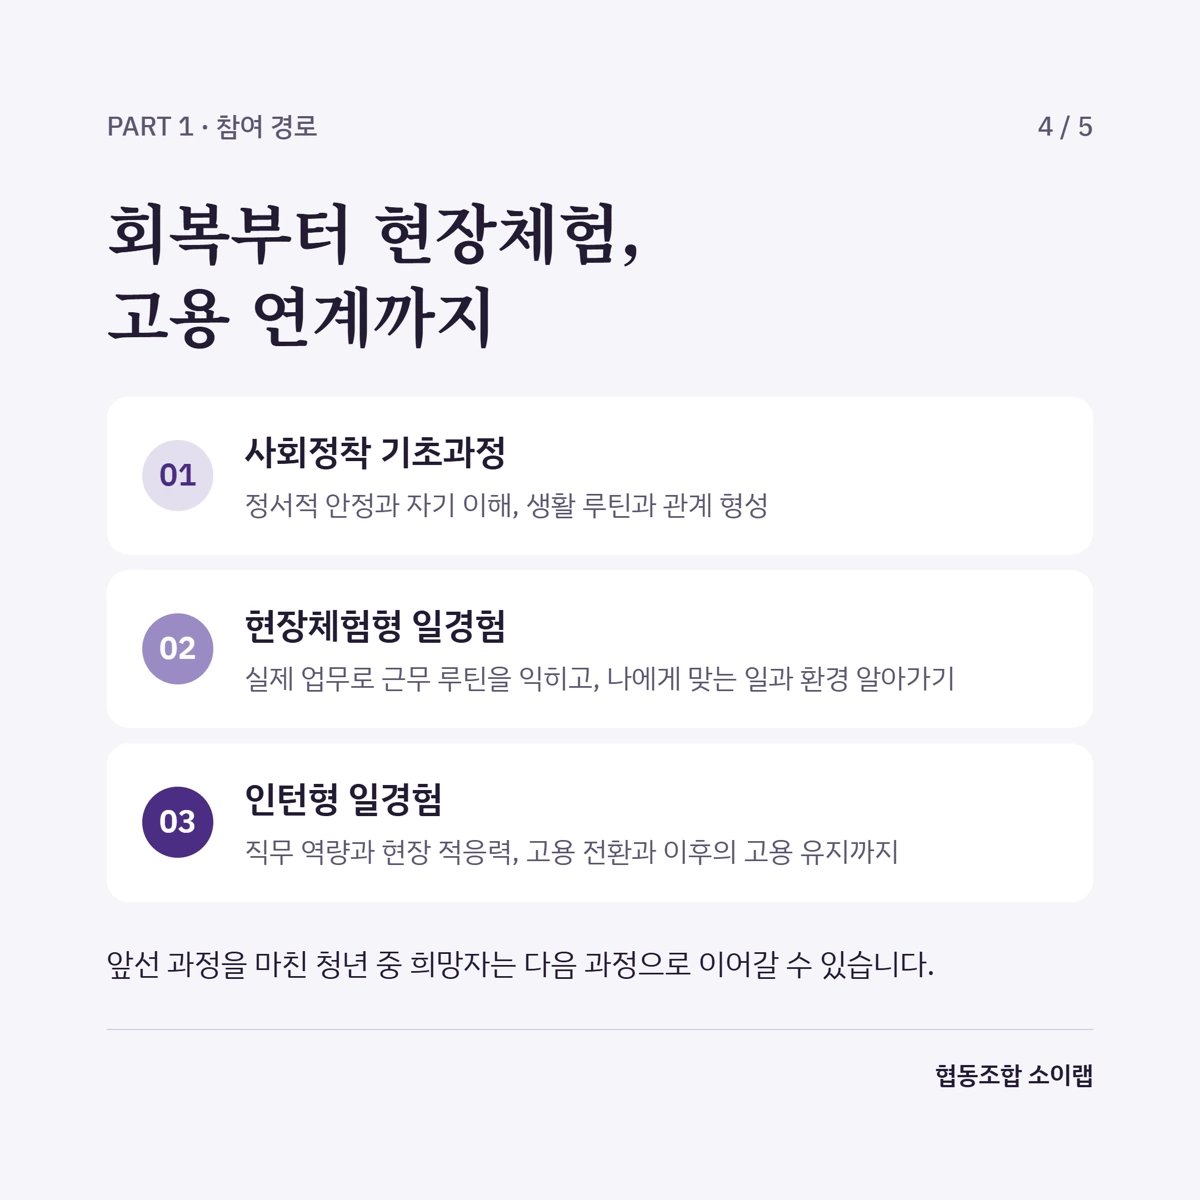 PART 1 · 참여 경로
4 / 5
회복부터 현장체험,
고용 연계까지
01
사회정착 기초과정
정서적 안정과 자기 이해, 생활 루틴과 관계 형성
02
현장체험형 일경험
실제 업무로 근무 루틴을 익히고, 나에게 맞는 일과 환경 알아가기
03
인턴형 일경험
직무 역량과 현장 적응력, 고용 전환과 이후의 고용 유지까지
앞선 과정을 마친 청년 중 희망자는 다음 과정으로 이어갈 수 있습니다.
협동조합 소이랩